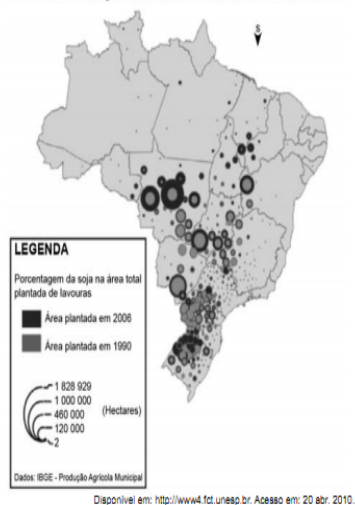 S
LEGENDA
Porcentagem da soja na área total
plantada de lavouras
Área plantada em 2006
Área plantada em 1990
1 828 929
1 000 000
460 000
120 000
2
(Hectares)
Dados: IBGE - Produção Agrícola Municipal
Disponível em: http://www4.fct.unesp.br. Acesso em: 20 abr. 2010.